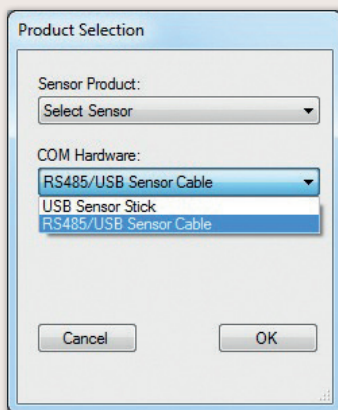 Product Selection
Sensor Product:
Select Sensor
COM Hardware:
RS485/USB Sensor Cable
USB Sensor Stick
RS485/USB Sensor Cable
Cancel
OK